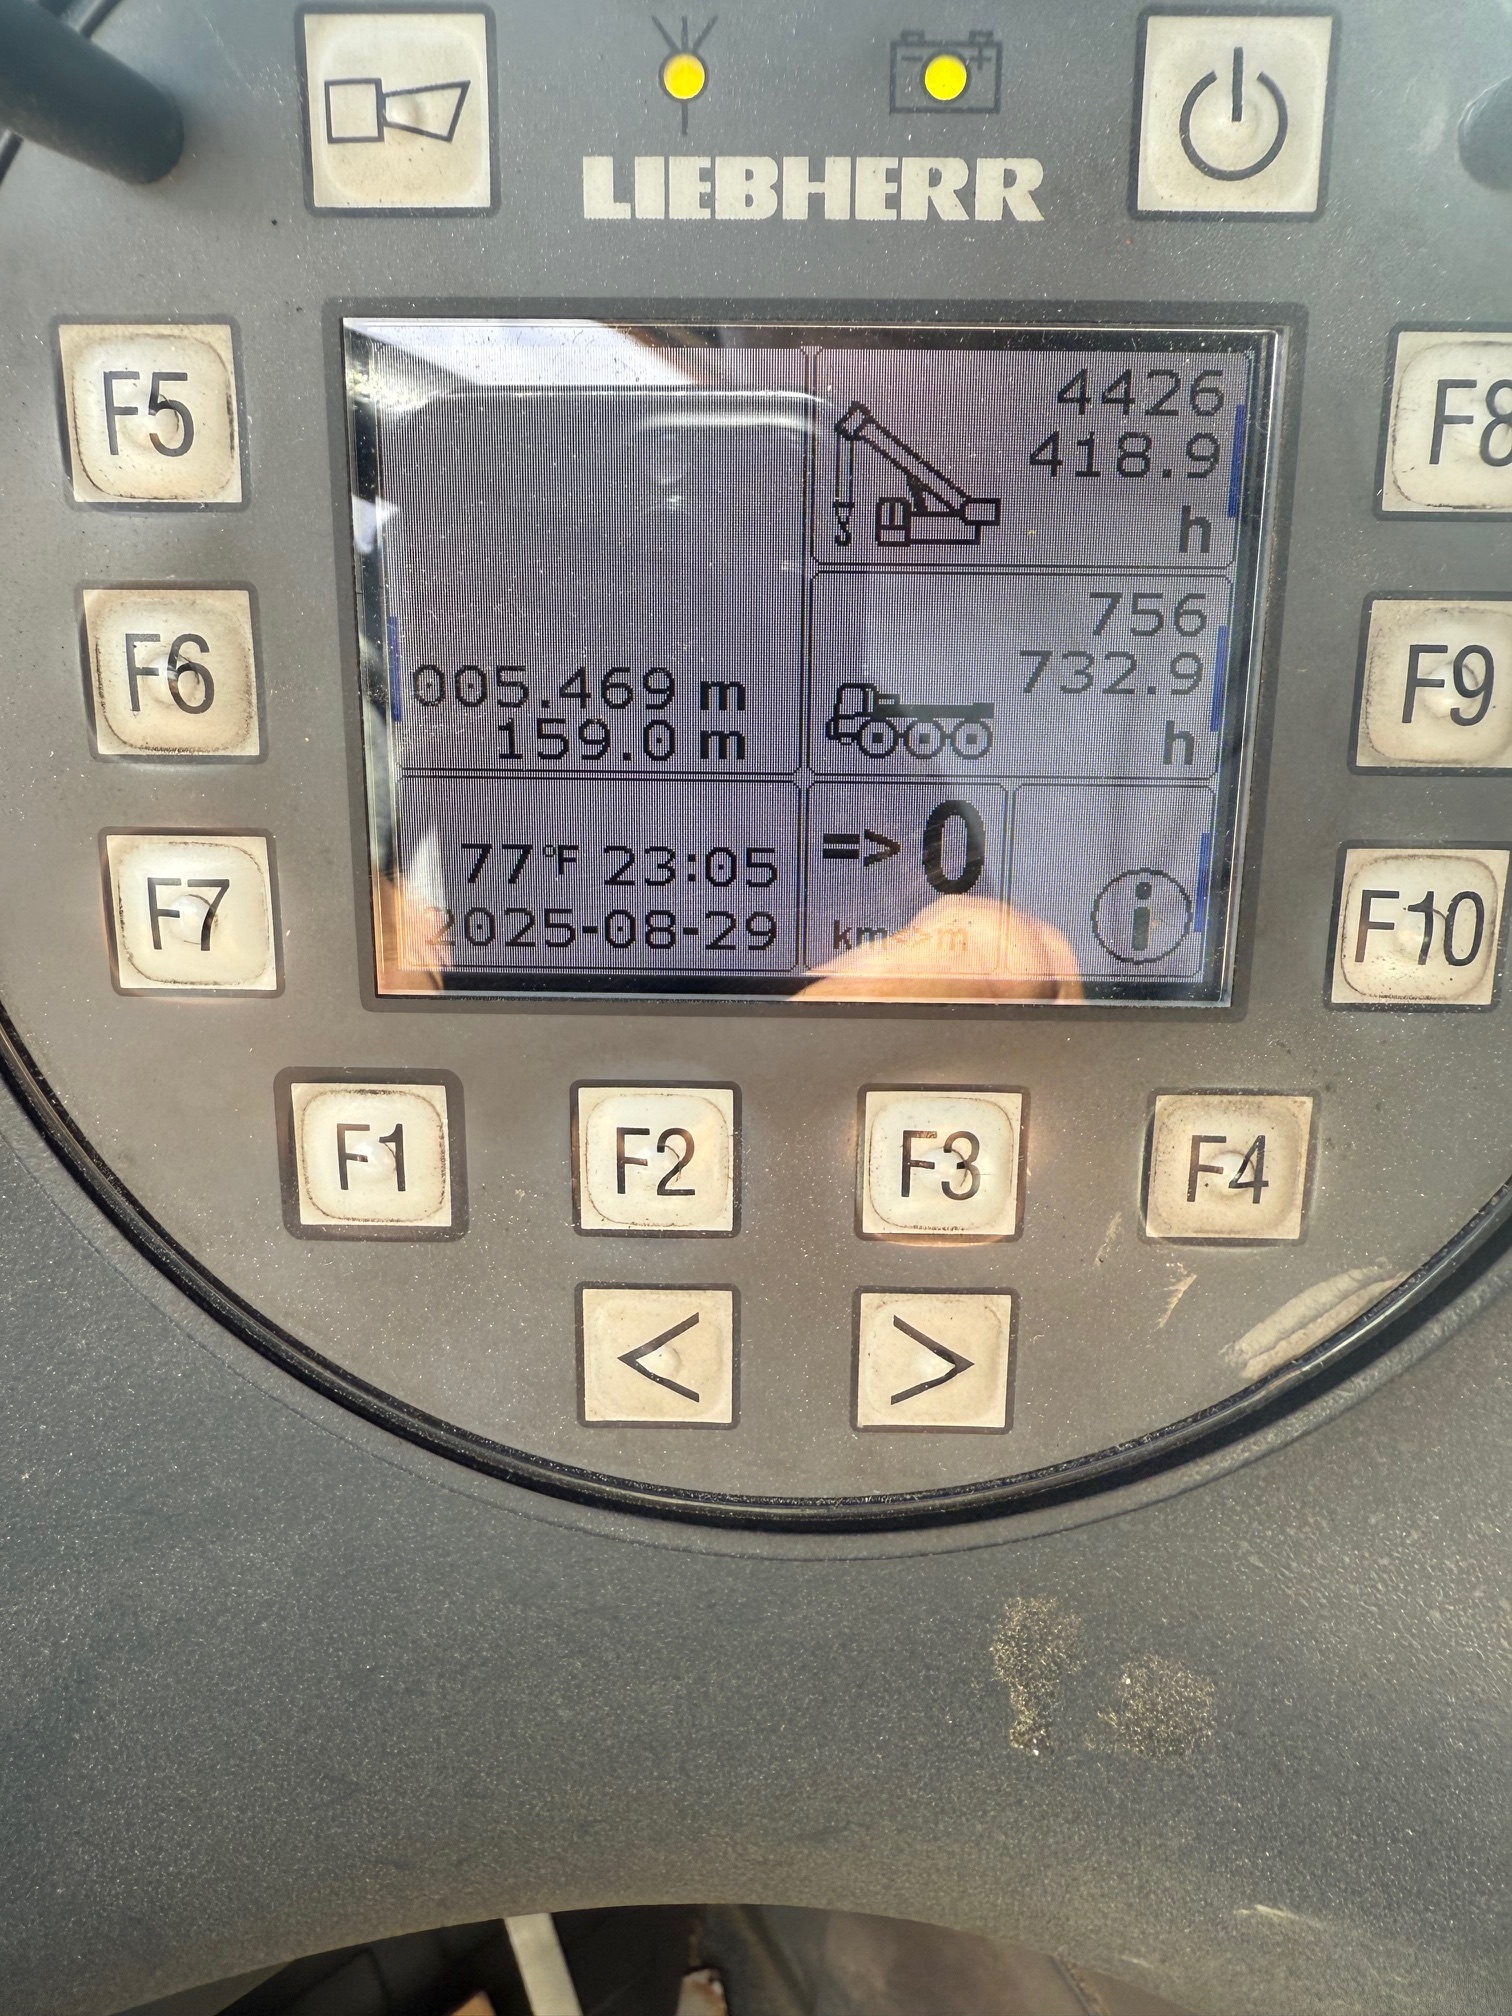 LIEBHERR
F5
F8
4426
418.9
h
F6
F9
756
732.9
h
005.469 m
159.0 m
F7
F10
77°F 23:05
2025-08-29
=> 0
km<>m
i
F1
F2
F3
F4
<
>